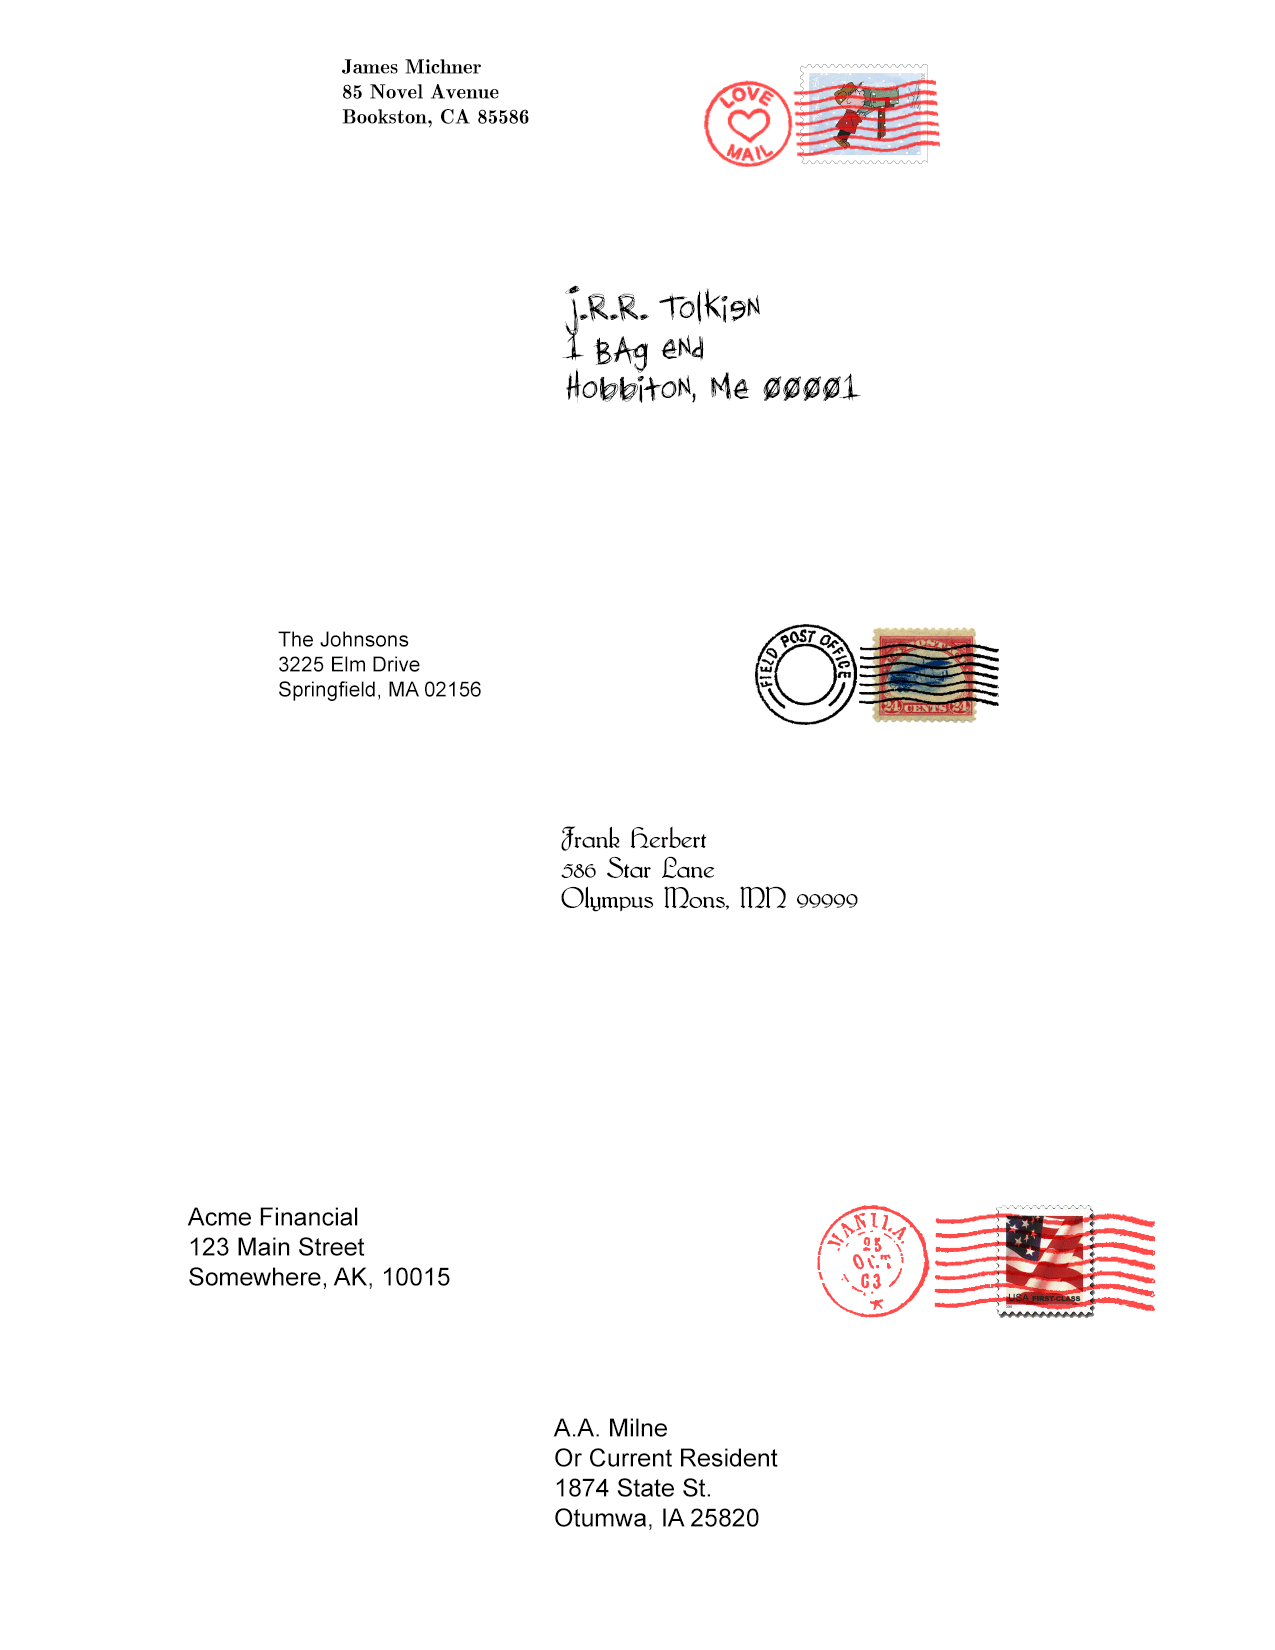 James Michner
85 Novel Avenue
Bookston, CA 85586
LOVE
MAIL
J.R.R. Tolkien
1 Bag End
Hobbiton, Me 00001
The Johnsons
3225 Elm Drive
Springfield, MA 02156
FIELD POST OFFICE
24 CENTS 24
Frank Herbert
586 Star Lane
Olympus Mons, MN 99999
Acme Financial
123 Main Street
Somewhere, AK, 10015
MANILA
25
OCT
63
USA FIRST-CLASS
A.A. Milne
Or Current Resident
1874 State St.
Otumwa, IA 25820